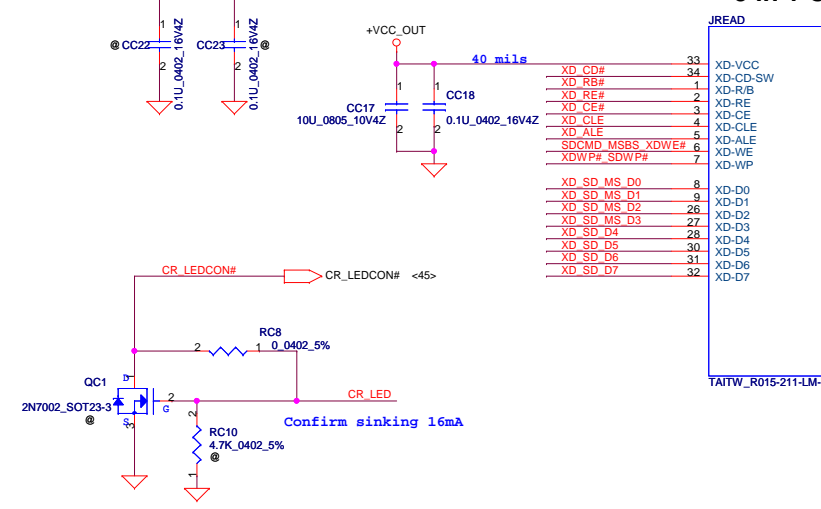 JREAD
1
1
@ CC22
CC23 @
2
2
0.1U_0402_16V4Z
0.1U_0402_16V4Z
+VCC_OUT
40 mils
1
1
CC17
10U_0805_10V4Z
CC18
0.1U_0402_16V4Z
2
2
33 XD-VCC
XD_CD# 34 XD-CD-SW
XD_RB# 1 XD-R/B
XD_RE# 2 XD-RE
XD_CE# 3 XD-CE
XD_CLE 4 XD-CLE
XD_ALE 5 XD-ALE
SDCMD_MSBS_XDWE# 6 XD-WE
XDWP#_SDWP# 7 XD-WP
XD_SD_MS_D0 8 XD-D0
XD_SD_MS_D1 9 XD-D1
XD_SD_MS_D2 26 XD-D2
XD_SD_MS_D3 27 XD-D3
XD_SD_D4 28 XD-D4
XD_SD_D5 30 XD-D5
XD_SD_D6 31 XD-D6
XD_SD_D7 32 XD-D7
TAITW_R015-211-LM-
CR_LEDCON#
CR_LEDCON# <45>
RC8
2 1 0_0402_5%
QC1
2N7002_SOT23-3
@
D 1
2
G
S 3
CR_LED
Confirm sinking 16mA
2
RC10
4.7K_0402_5%
@
1